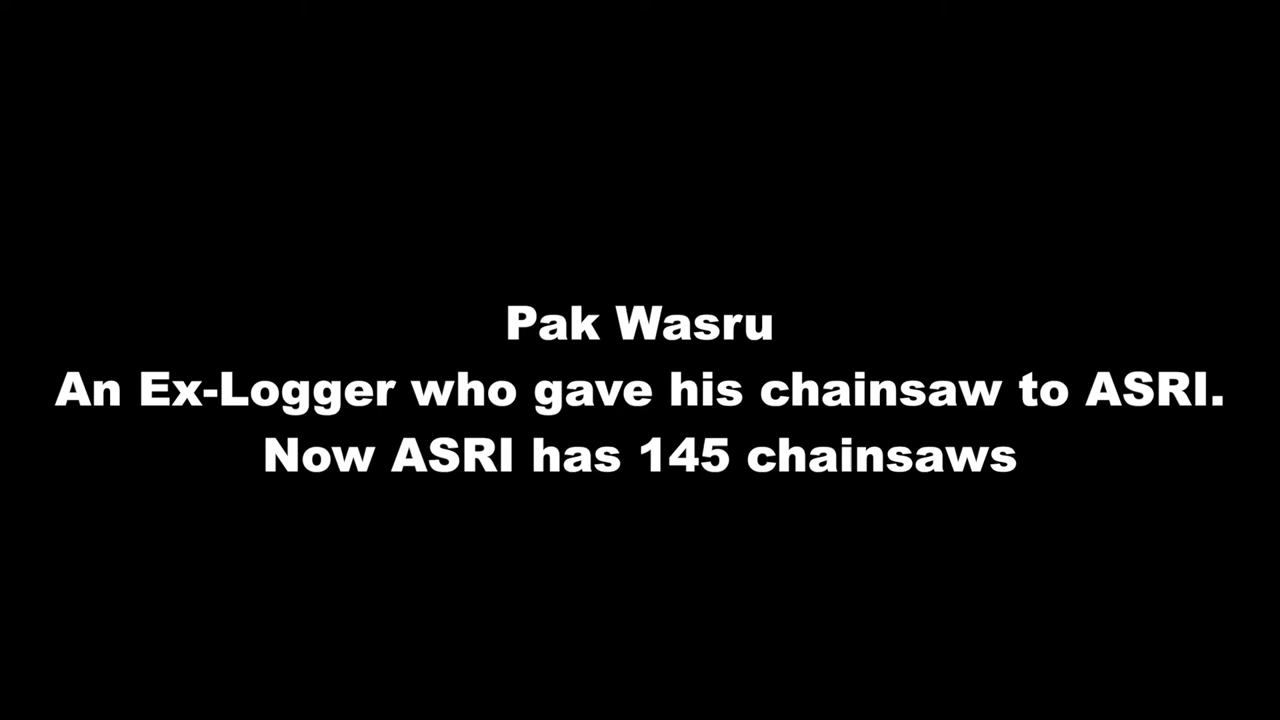 Pak Wasru
An Ex-Logger who gave his chainsaw to ASRI.
Now ASRI has 145 chainsaws